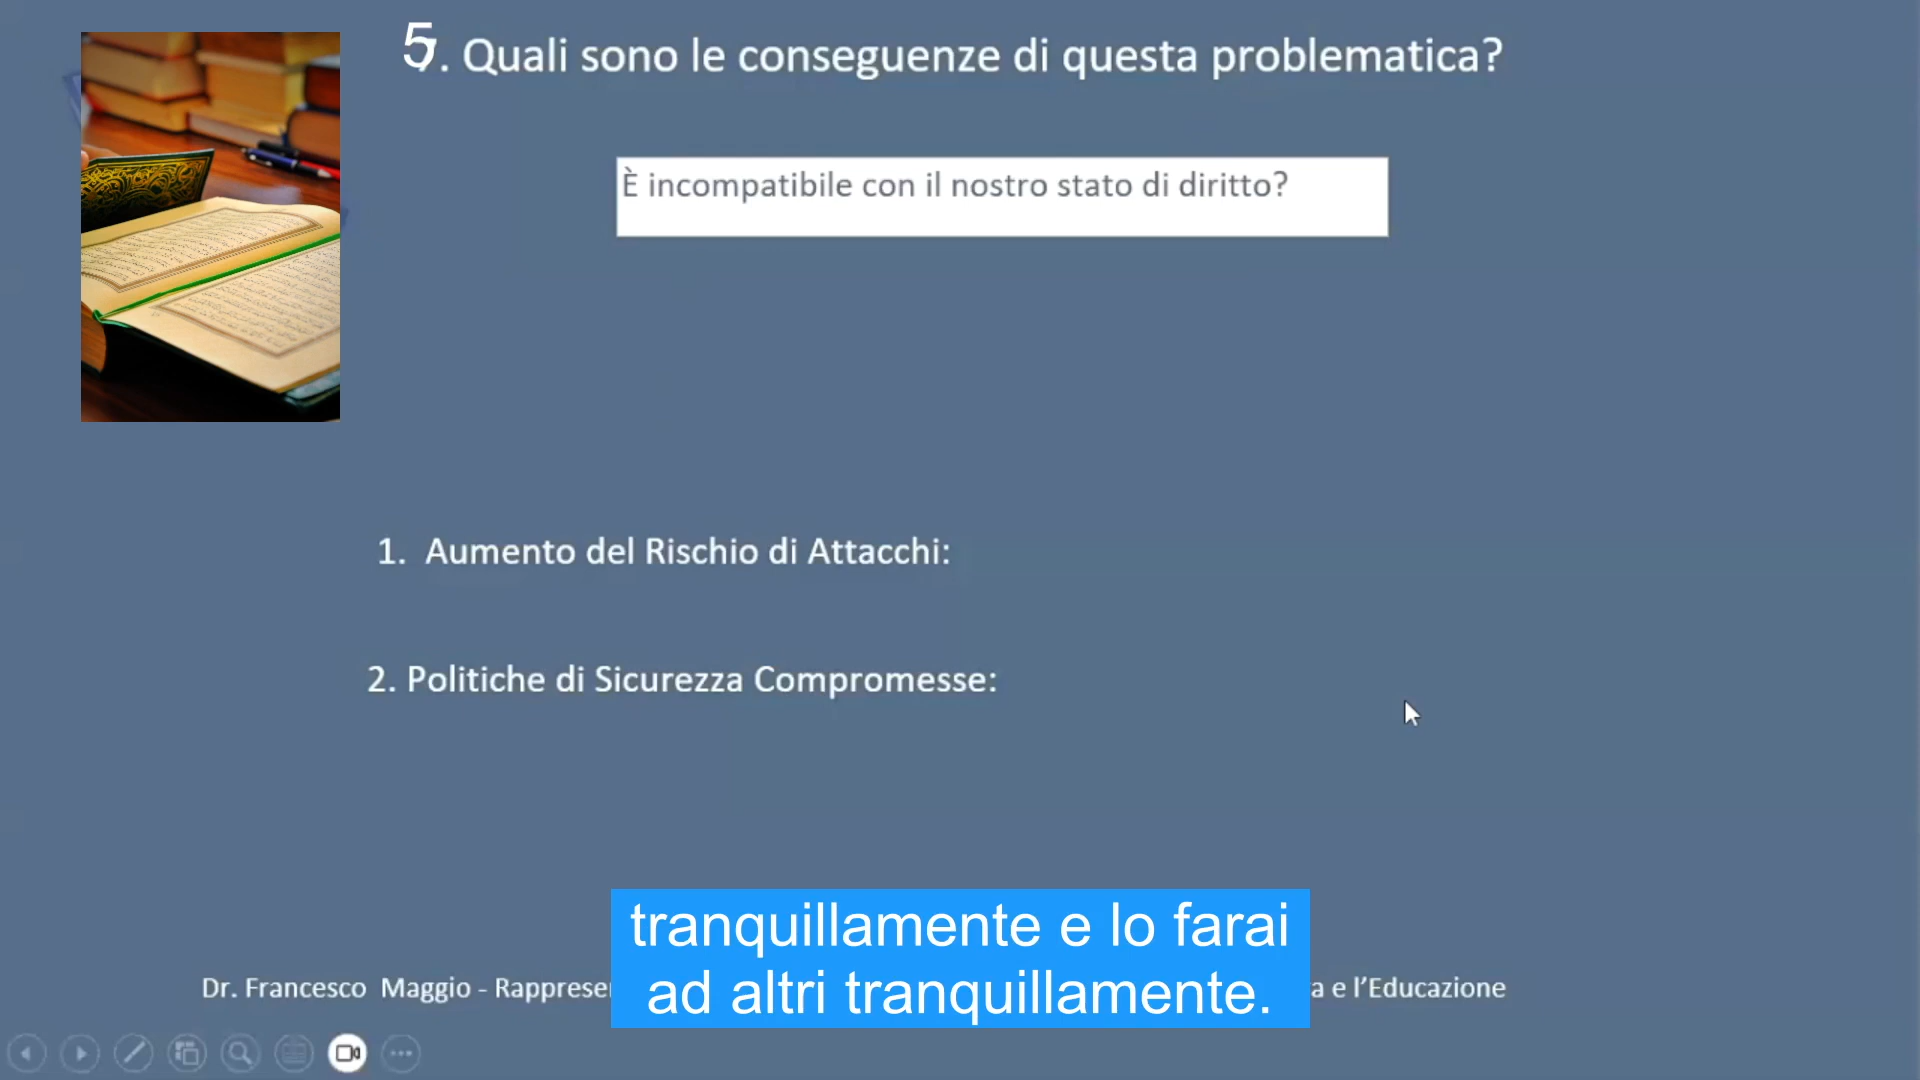 5. Quali sono le conseguenze di questa problematica?
È incompatibile con il nostro stato di diritto?
1. Aumento del Rischio di Attacchi:
2. Politiche di Sicurezza Compromesse:
tranquillamente e lo farai
ad altri tranquillamente.
Dr. Francesco Maggio - e l’Educazione